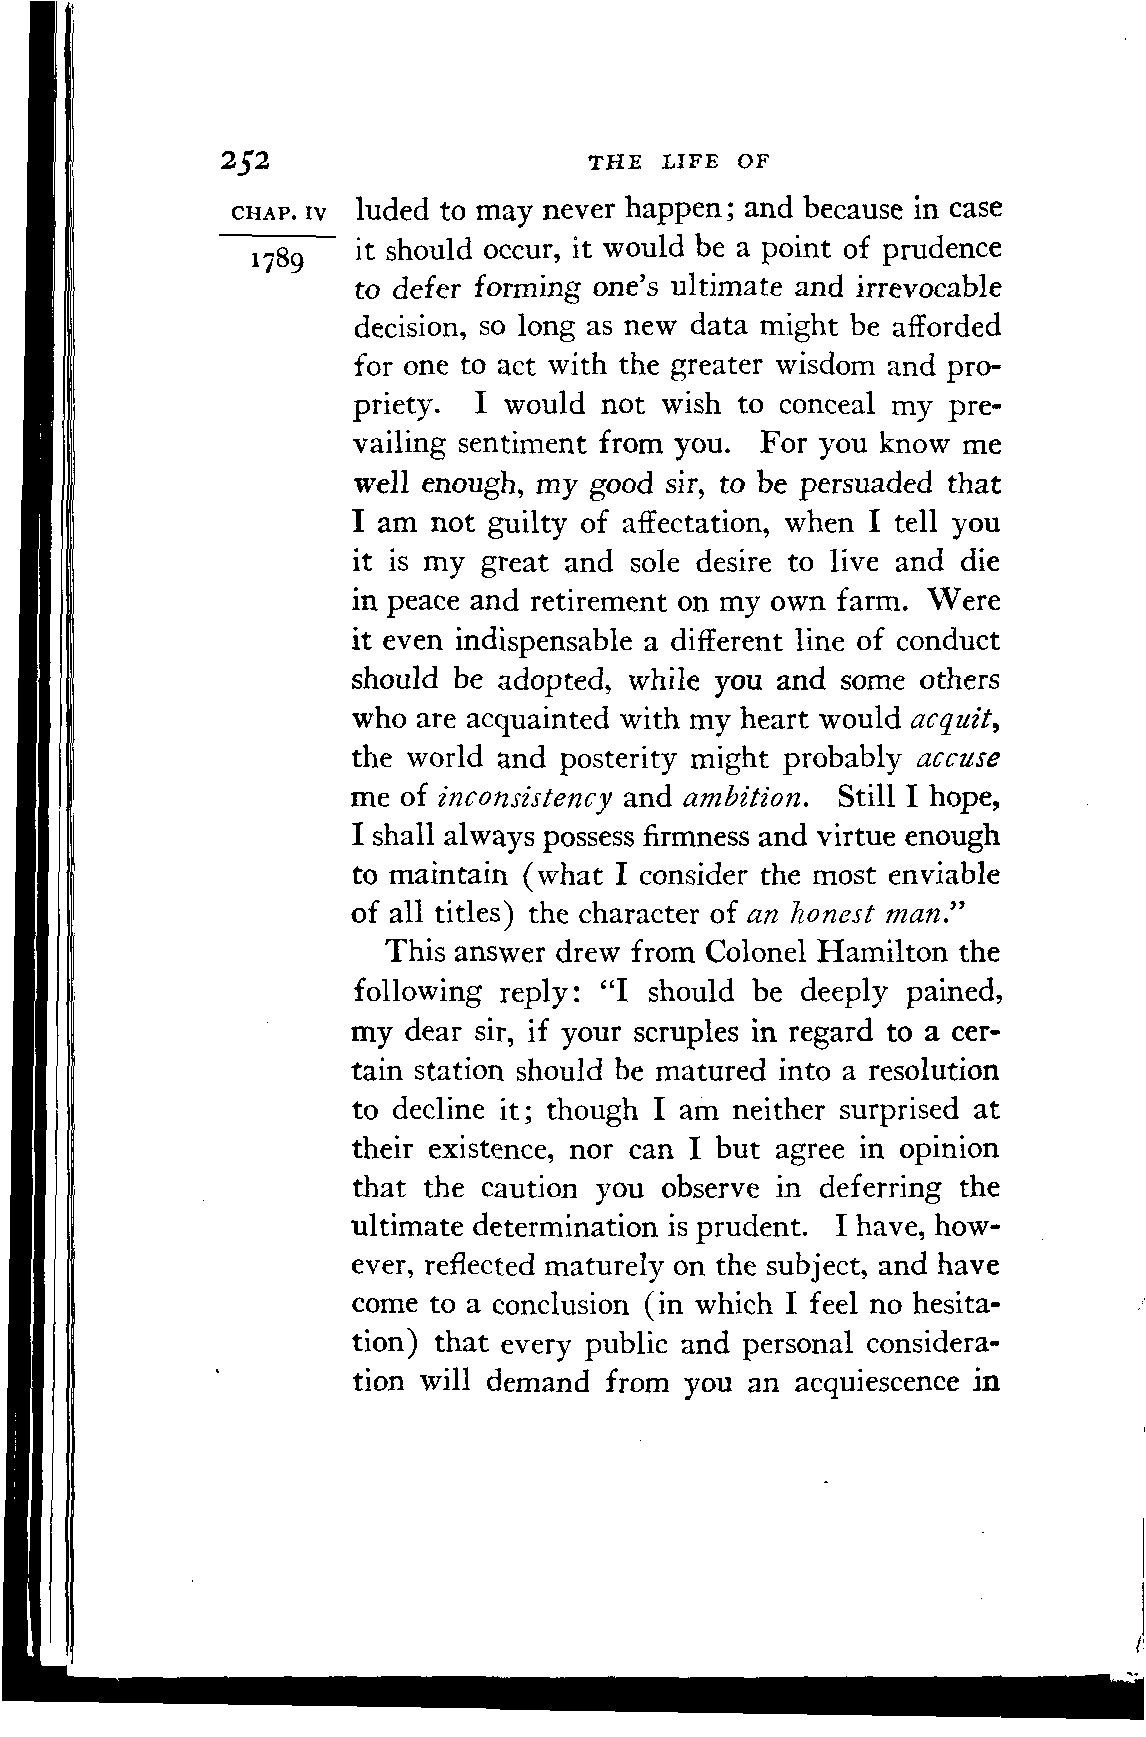 252 THE LIFE OF
CHAP. IV luded to may never happen; and because in case
1789 it should occur, it would be a point of prudence
to defer forming one's ultimate and irrevocable
decision, so long as new data might be afforded
for one to act with the greater wisdom and pro-
priety. I would not wish to conceal my pre-
vailing sentiment from you. For you know me
well enough, my good sir, to be persuaded that
I am not guilty of affectation, when I tell you
it is my great and sole desire to live and die
in peace and retirement on my own farm. Were
it even indispensable a different line of conduct
should be adopted, while you and some others
who are acquainted with my heart would acquit,
the world and posterity might probably accuse
me of inconsistency and ambition. Still I hope,
I shall always possess firmness and virtue enough
to maintain (what I consider the most enviable
of all titles) the character of an honest man."
This answer drew from Colonel Hamilton the
following reply: "I should be deeply pained,
my dear sir, if your scruples in regard to a cer-
tain station should be matured into a resolution
to decline it; though I am neither surprised at
their existence, nor can I but agree in opinion
that the caution you observe in deferring the
ultimate determination is prudent. I have, how-
ever, reflected maturely on the subject, and have
come to a conclusion (in which I feel no hesita-
tion) that every public and personal considera-
tion will demand from you an acquiescence in